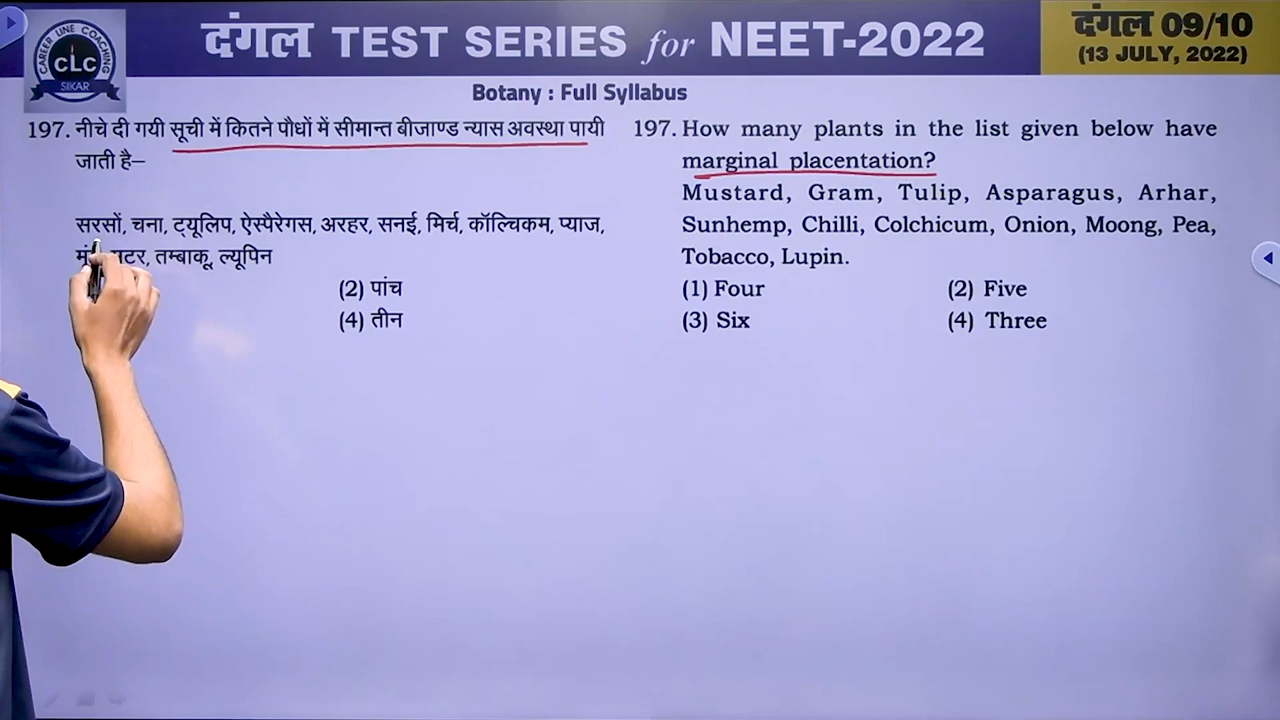 CAREER LINE COACHING
CLC
SIKAR
दंगल TEST SERIES for NEET-2022
दंगल 09/10
(13 JULY, 2022)
Botany : Full Syllabus
197. नीचे दी गयी सूची में कितने पौधों में सीमान्त बीजाण्ड न्यास अवस्था पायी
जाती है–
सरसों, चना, ट्यूलिप, ऐस्पैरेगस, अरहर, सनई, मिर्च, कॉल्चिकम, प्याज,
तम्बाकू, ल्यूपिन
(2) पांच
(4) तीन
197. How many plants in the list given below have
marginal placentation?
Mustard, Gram, Tulip, Asparagus, Arhar,
Sunhemp, Chilli, Colchicum, Onion, Moong, Pea,
Tobacco, Lupin.
(1) Four (2) Five
(3) Six (4) Three